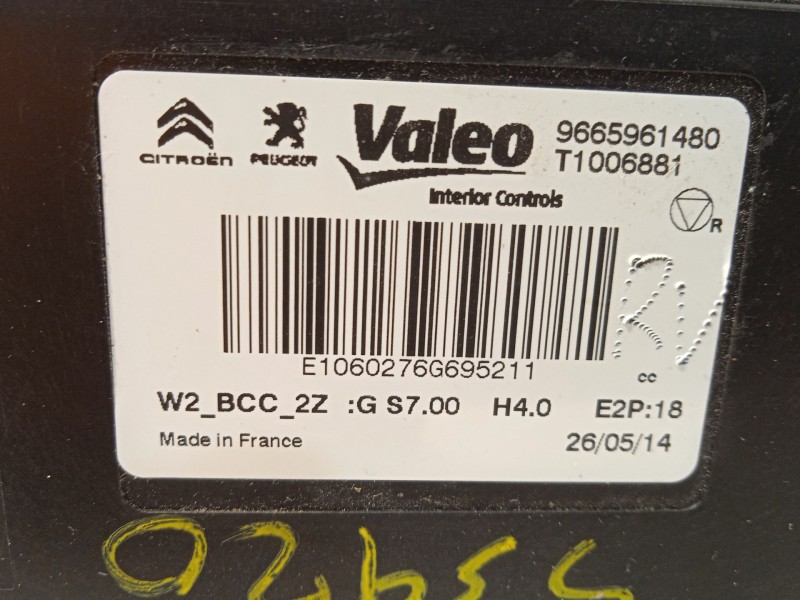 CITROËN PEUGEOT Valeo 9665961480
T1006881
Interior Controls
R
E1060276G695211
cc
W2_BCC_2Z :G S7.00 H4.0 E2P:18
Made in France 26/05/14